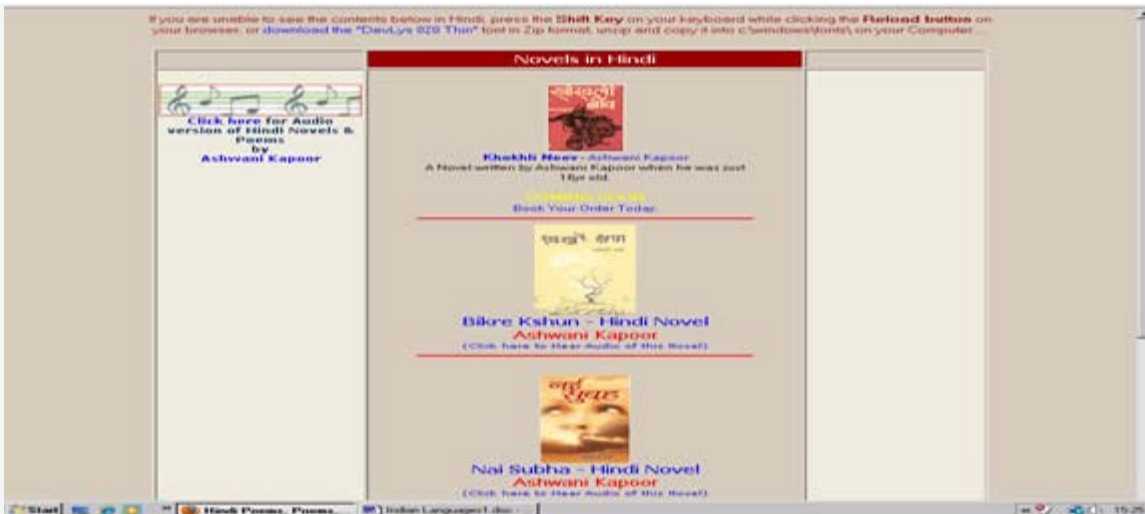 If you are unable to see the contents below in Hindi, press the Shift Key on your keyboard while clicking the Reload button on
your browser, or download the "DevLys 020 Thin" font in Zip format, unzip and copy it into c:\windows\fonts\ on your Computer...
Novels in Hindi
Click here for Audio
version of Hindi Novels &
Poems
by
Ashwani Kapoor
खोखली
नींव
Khokhli Neev - Ashwani Kapoor
A Novel written by Ashwani Kapoor when he was just
COMING SOON
Book Your Order Today.
Bikre Kshun - Hindi Novel
Ashwani Kapoor
(Click here to Hear Audio of this Novel)
नई
सुबह
Nai Subha - Hindi Novel
Ashwani Kapoor
(Click here to Hear Audio of this Novel)
Start
Hindi Poems, Poems...
Indian Languages1.doc - ...